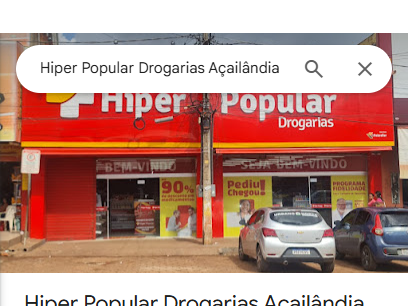 Hiper Popular Drogarias Açailândia
Hiper Popular
Drogarias
BEM-VINDO
SEJA BEM-VINDO
90%
Pediu!
Chegou!
PROGRAMA
FIDELIDADE
Hiper Popular Drogarias Açailândia